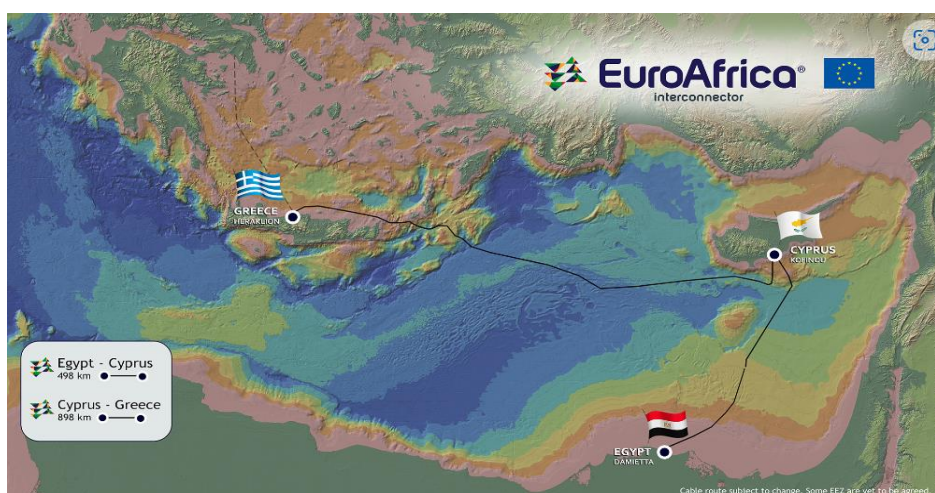 EuroAfrica®
interconnector
GREECE
HERAKLION
CYPRUS
KOFINOU
Egypt - Cyprus
498 km
Cyprus - Greece
898 km
EGYPT
DAMIETTA
Cable route subject to change. Some EEZ are yet to be agreed.